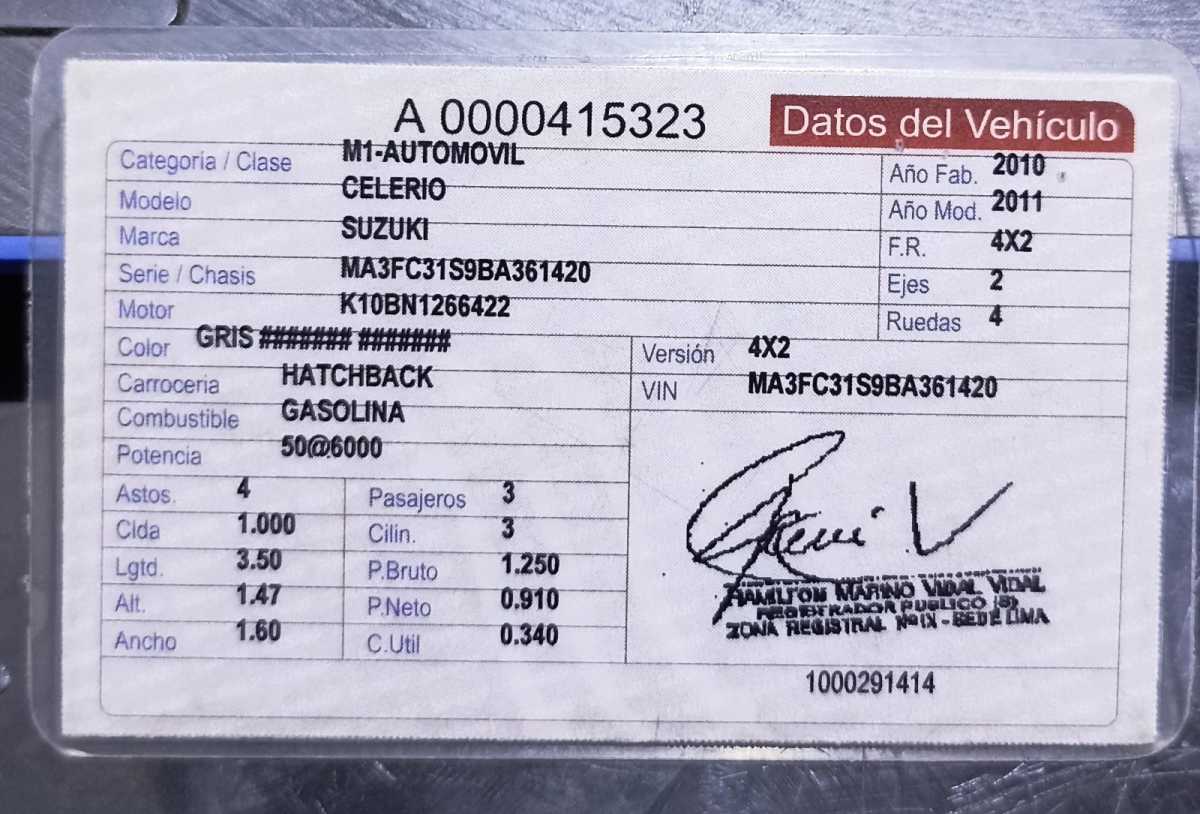 A 0000415323 Datos del Vehículo
Categoria / Clase M1-AUTOMOVIL Año Fab. 2010
Modelo CELERIO Año Mod. 2011
Marca SUZUKI F.R. 4X2
Serie / Chasis MA3FC31S9BA361420 Ejes 2
Motor K10BN1266422 Ruedas 4
Color GRIS ####### ####### Versión 4X2
Carroceria HATCHBACK VIN MA3FC31S9BA361420
Combustible GASOLINA
Potencia 50@6000
Astos. 4 Pasajeros 3
Clda 1.000 Cilin. 3
Lgtd. 3.50 P.Bruto 1.250
Alt. 1.47 P.Neto 0.910
Ancho 1.60 C.Util 0.340
HAMILTON MARINO VIDAL VIDAL
REGISTRADOR PUBLICO (S)
ZONA REGISTRAL Nº IX - SEDE LIMA
1000291414